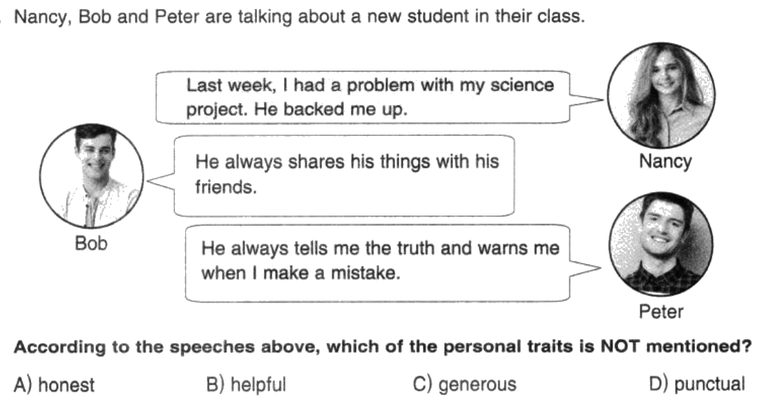 Nancy, Bob and Peter are talking about a new student in their class.
Last week, I had a problem with my science
project. He backed me up.
Nancy
He always shares his things with his
friends.
Bob
He always tells me the truth and warns me
when I make a mistake.
Peter
According to the speeches above, which of the personal traits is NOT mentioned?
A) honest B) helpful C) generous D) punctual